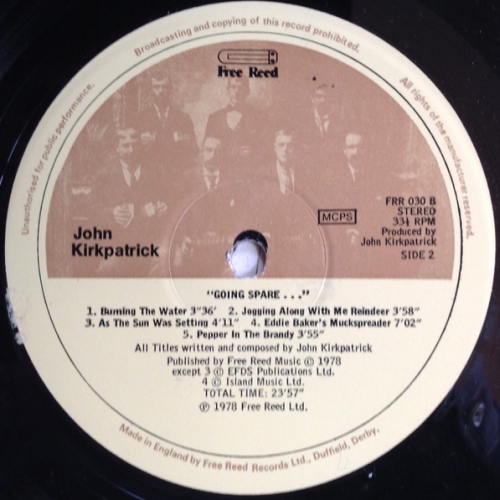 Broadcasting and copying of this record prohibited.
Unauthorised for public performance.
All rights of the manufacturer reserved.
Free Reed
John
Kirkpatrick
MCPS
FRR 030 B
STEREO
33⅓ RPM
Produced by
John Kirkpatrick
SIDE 2
"GOING SPARE . . ."
1. Burning The Water 3"36' 2. Jogging Along With Me Reindeer 3'58"
3. As The Sun Was Setting 4'11" 4. Eddie Baker's Muckspreader 7'02"
5. Pepper In The Brandy 3'55"
All Titles written and composed by John Kirkpatrick
Published by Free Reed Music © 1978
except 3 © EFDS Publications Ltd.
4 © Island Music Ltd.
TOTAL TIME: 23'57"
℗ 1978 Free Reed Ltd.
Made in England by Free Reed Records Ltd., Duffield, Derby.